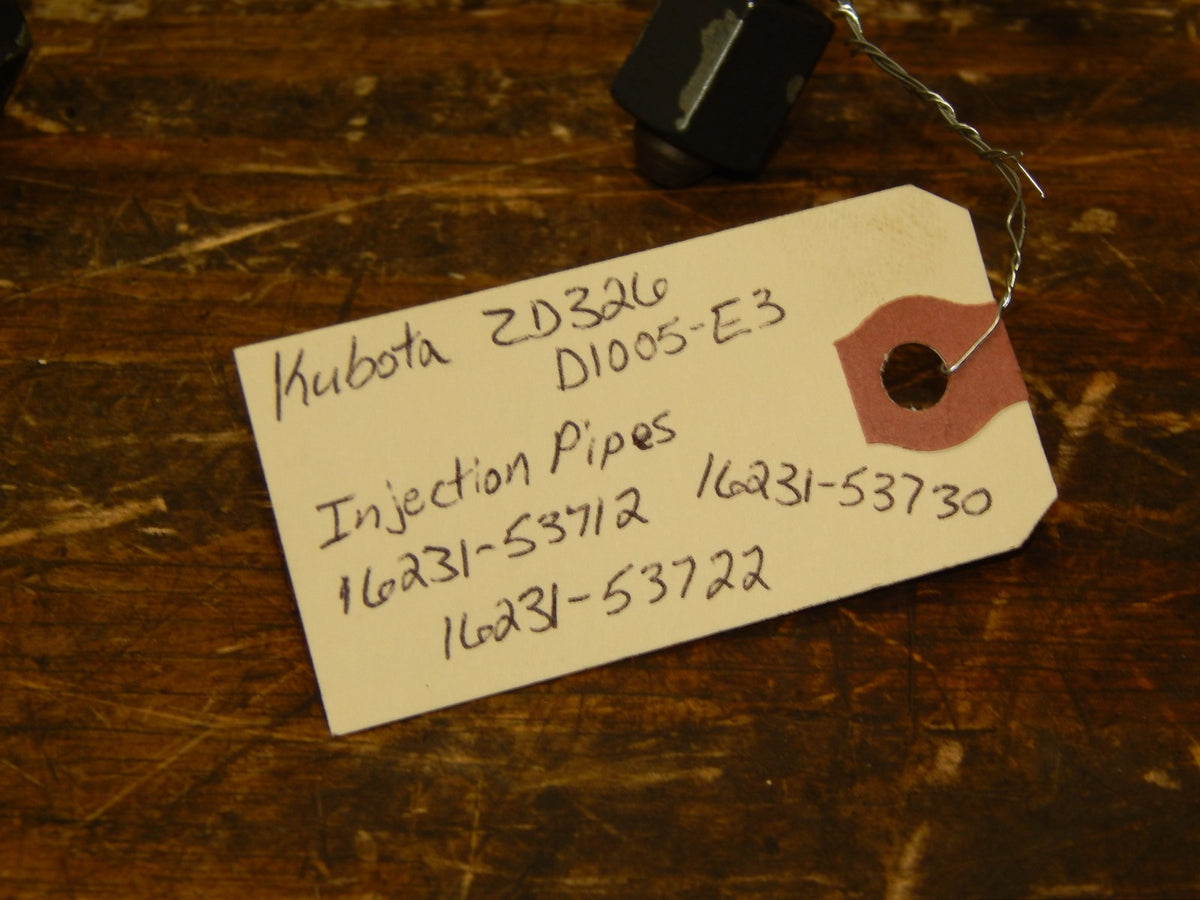 Kubota ZD326
D1005-E3
Injection Pipes
16231-53712 16231-53730
16231-53722